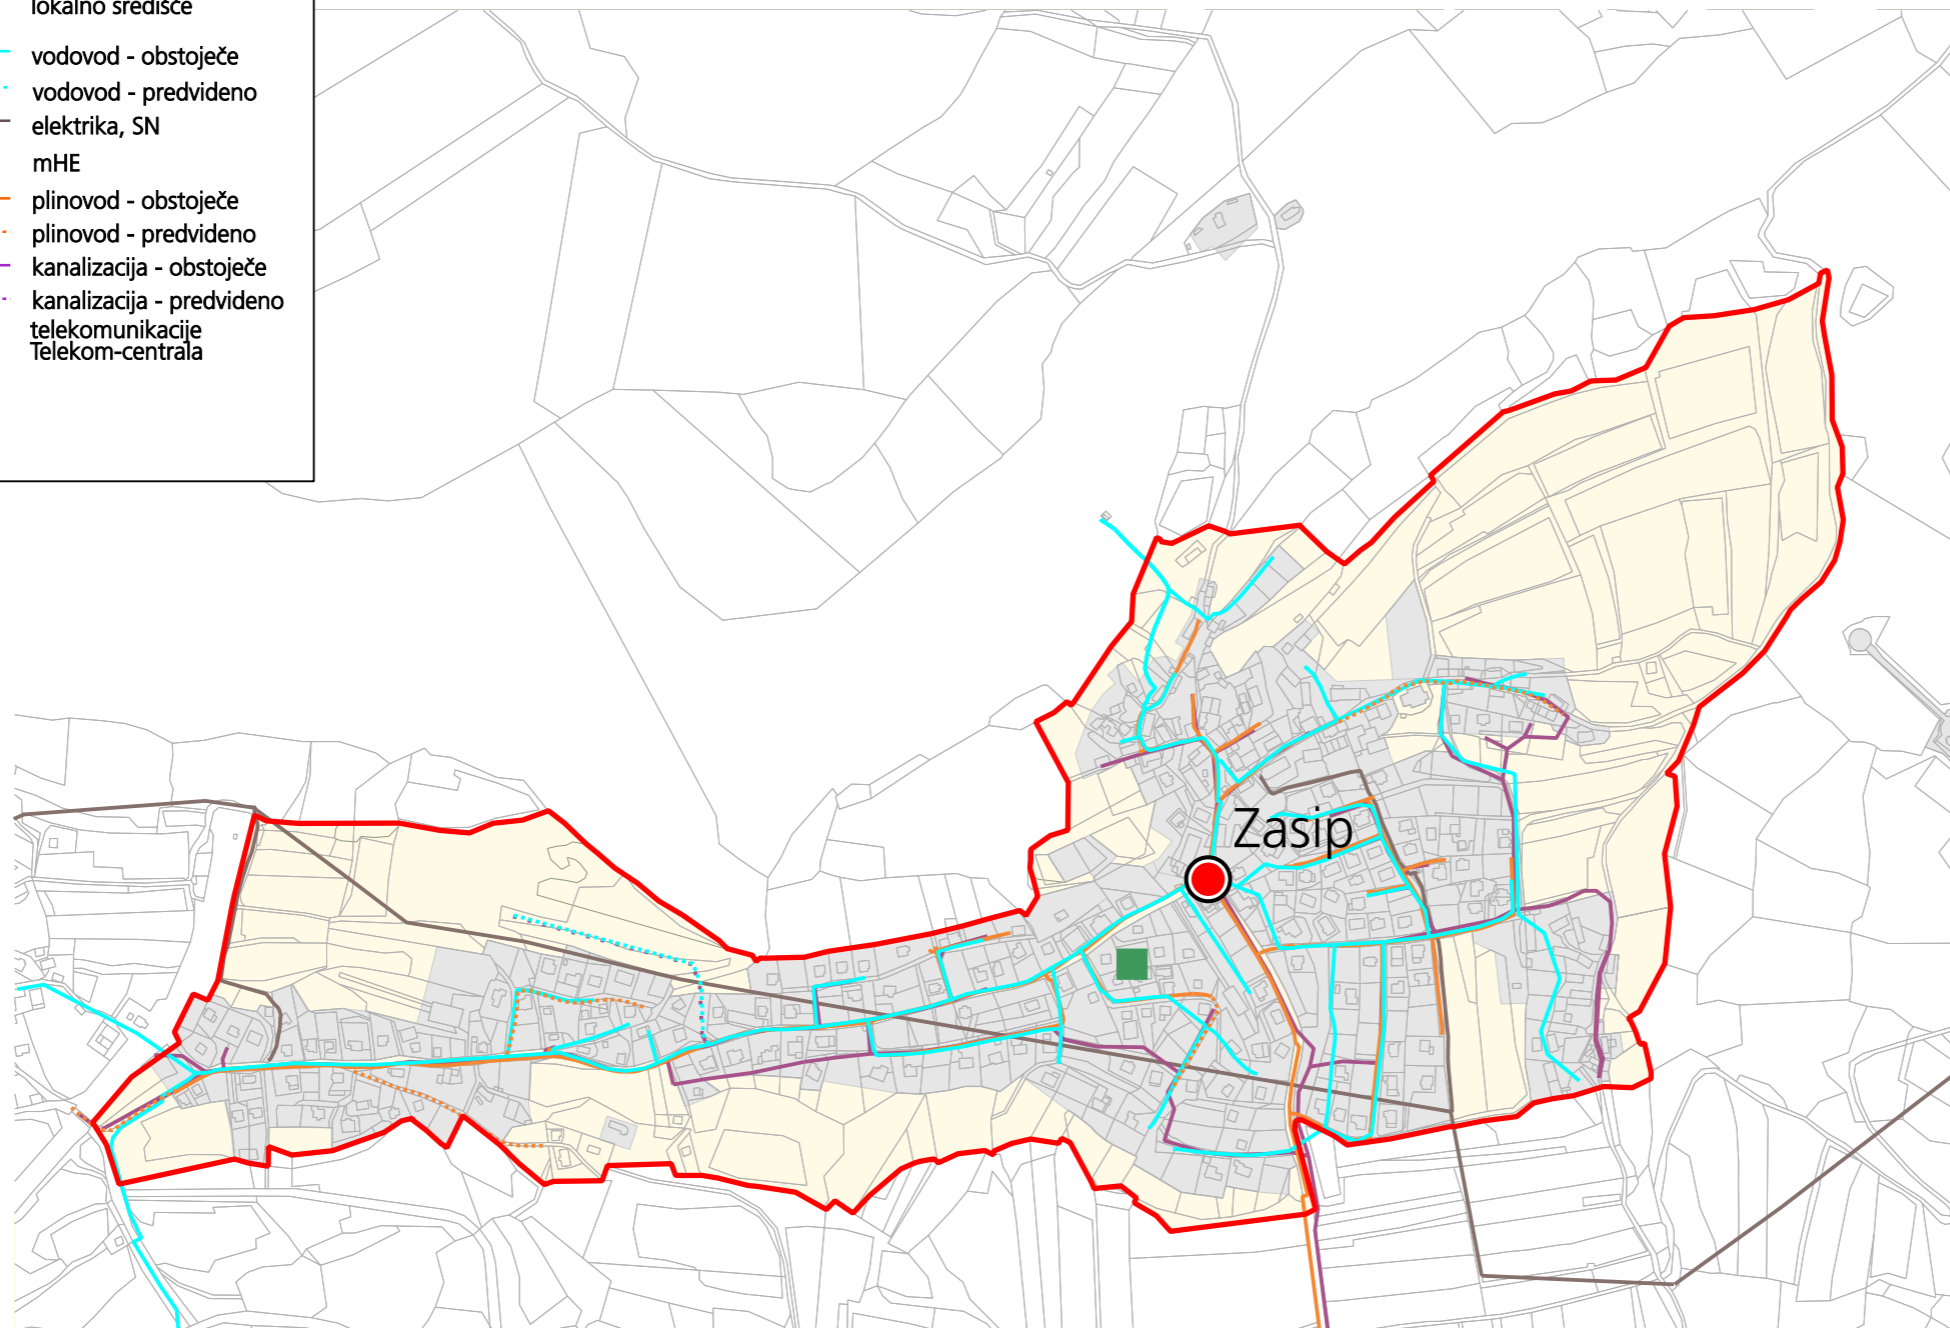 lokalno središče
vodovod - obstoječe
vodovod - predvideno
elektrika, SN
mHE
plinovod - obstoječe
plinovod - predvideno
kanalizacija - obstoječe
kanalizacija - predvideno
telekomunikacije
Telekom-centrala
Zasip